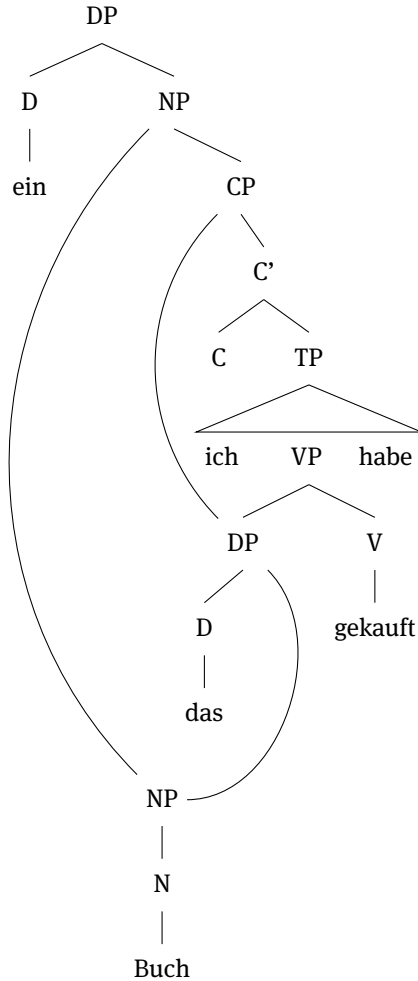 DP
D NP
ein CP
C’
C TP
ich VP habe
DP V
D gekauft
das
NP
N
Buch